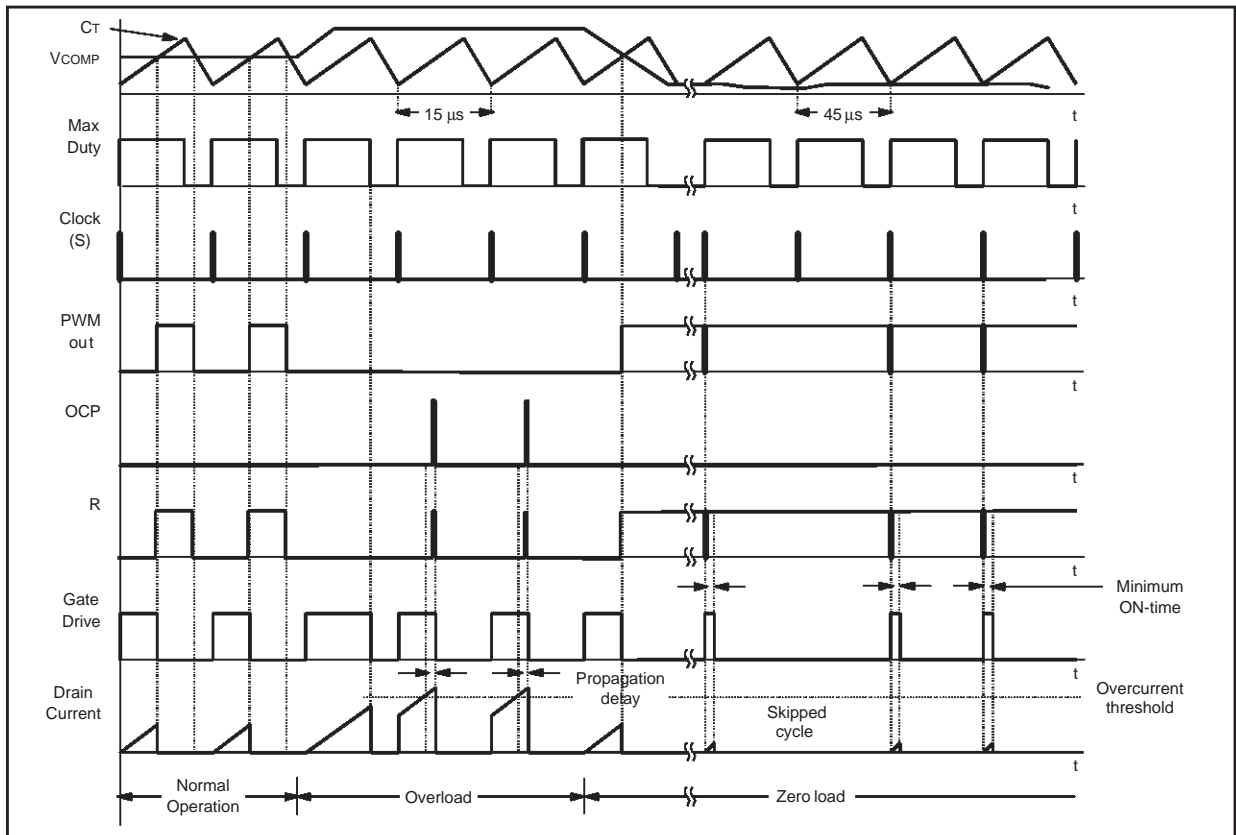 CT
VCOMP
15 µs
45 µs
t
Max
Duty
t
Clock
(S)
t
PWM
out
t
OCP
t
R
t
Minimum
ON-time
Gate
Drive
t
Propagation
delay
Drain
Current
Overcurrent
threshold
Skipped
cycle
t
Normal
Operation
Overload
Zero load